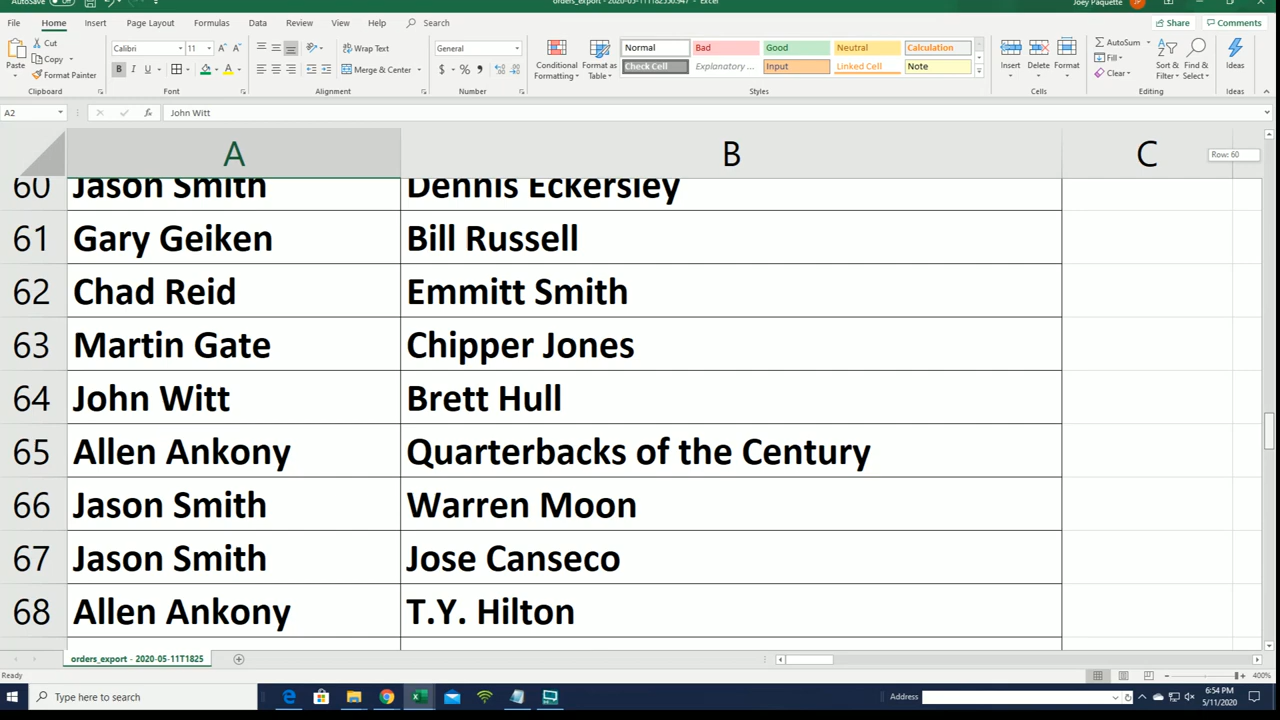 AutoSave Off orders_export - 2020-05-11T182550.947 - Excel Joey Paquette JP
File Home Insert Page Layout Formulas Data Review View Help Search Share Comments
Paste Cut Copy Format Painter Clipboard
Calibri 11 B I U Font
Wrap Text Merge & Center Alignment
General $ % Number
Conditional Formatting Format as Table
Normal Bad Good Neutral Calculation
Check Cell Explanatory ... Input Linked Cell Note
Styles
Insert Delete Format Cells
AutoSum Fill Clear Sort & Filter Find & Select Editing
Ideas Ideas
A2 fx John Witt
A B C
Row: 60
60 Jason Smith Dennis Eckersley
61 Gary Geiken Bill Russell
62 Chad Reid Emmitt Smith
63 Martin Gate Chipper Jones
64 John Witt Brett Hull
65 Allen Ankony Quarterbacks of the Century
66 Jason Smith Warren Moon
67 Jason Smith Jose Canseco
68 Allen Ankony T.Y. Hilton
orders_export - 2020-05-11T1825
Ready 400%
Type here to search Address 6:54 PM
5/11/2020